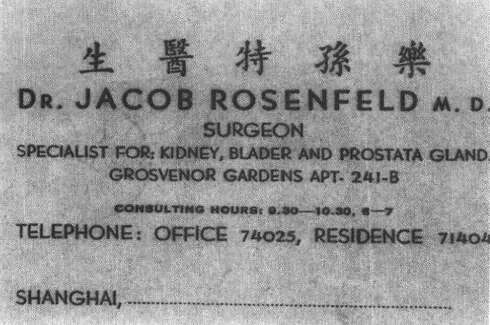 樂孫特醫生
DR. JACOB ROSENFELD M. D.
SURGEON
SPECIALIST FOR: KIDNEY, BLADER AND PROSTATA GLAND.
GROSVENOR GARDENS APT. 241-B
CONSULTING HOURS: 9.30—10.30, 6—7
TELEPHONE: OFFICE 74025, RESIDENCE 71404
SHANGHAI,